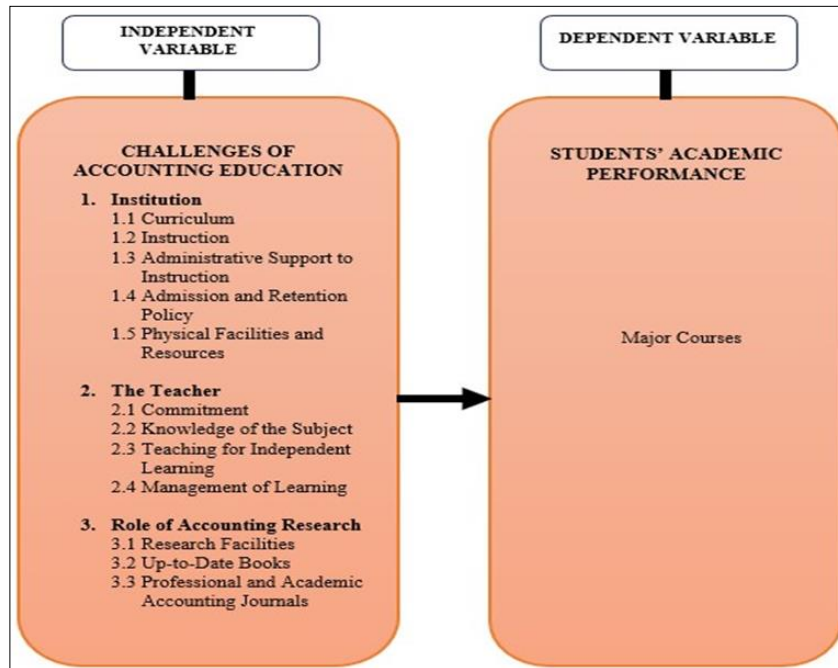 INDEPENDENT
VARIABLE
DEPENDENT VARIABLE
CHALLENGES OF
ACCOUNTING EDUCATION
1. Institution
1.1 Curriculum
1.2 Instruction
1.3 Administrative Support to
Instruction
1.4 Admission and Retention
Policy
1.5 Physical Facilities and
Resources
2. The Teacher
2.1 Commitment
2.2 Knowledge of the Subject
2.3 Teaching for Independent
Learning
2.4 Management of Learning
3. Role of Accounting Research
3.1 Research Facilities
3.2 Up-to-Date Books
3.3 Professional and Academic
Accounting Journals
STUDENTS’ ACADEMIC
PERFORMANCE
Major Courses